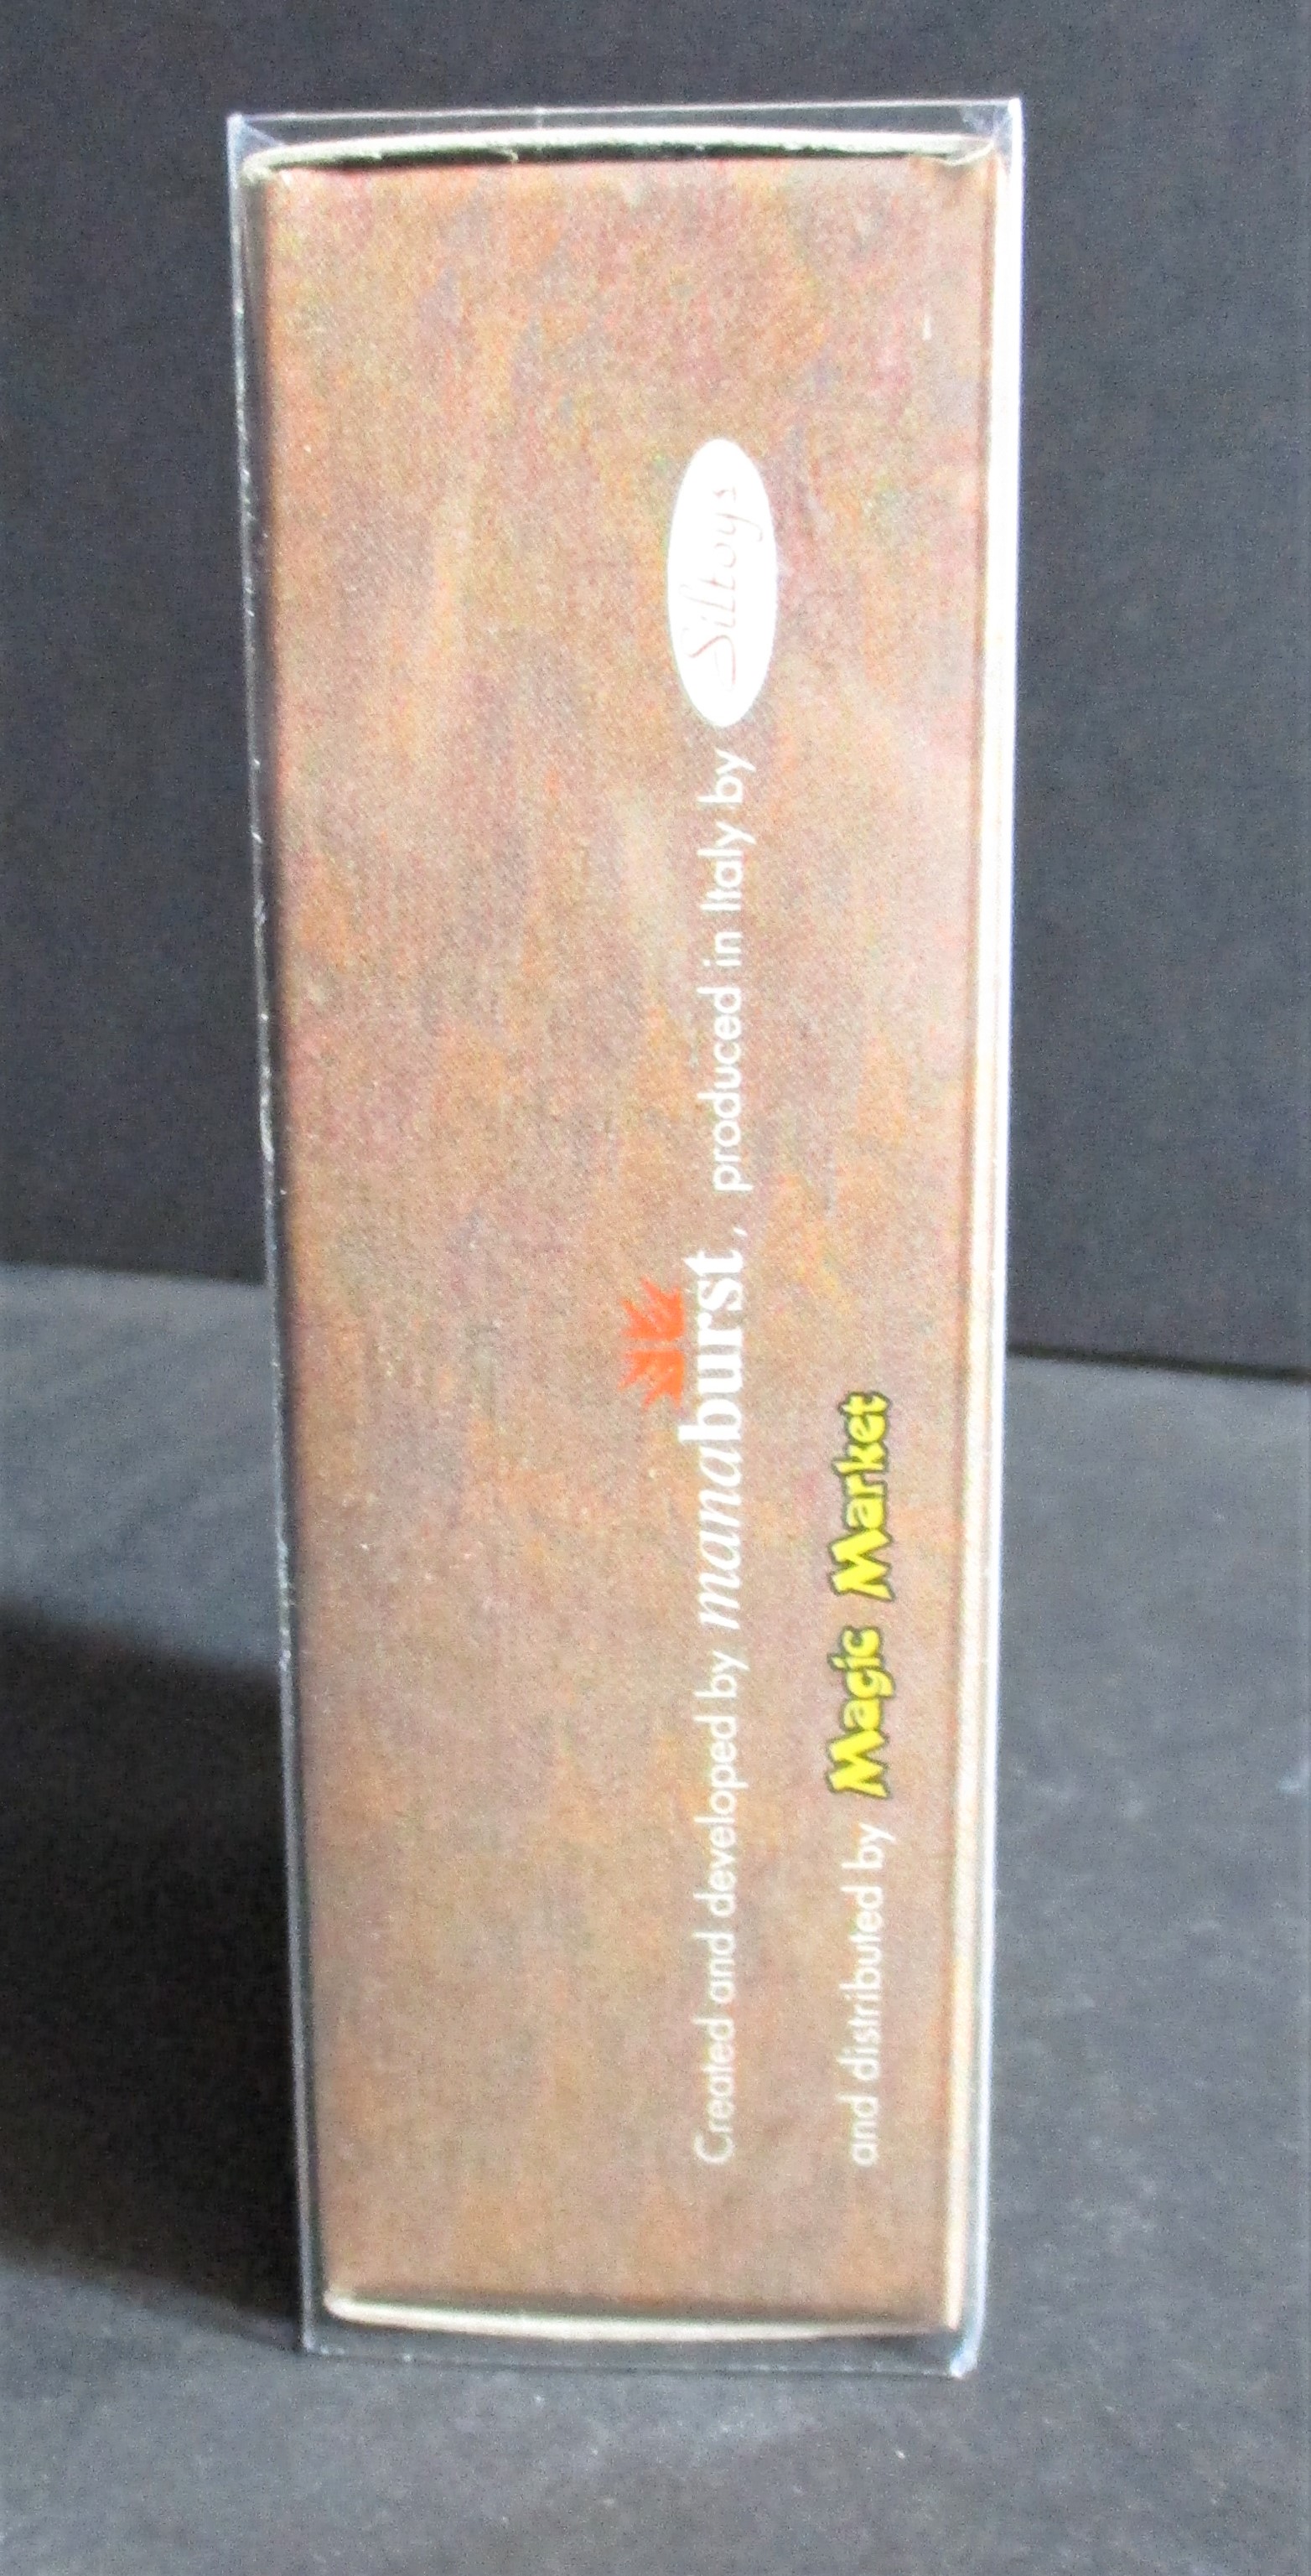 Created and developed by manaburst, produced in Italy by Siltoys
and distributed by Magic Market